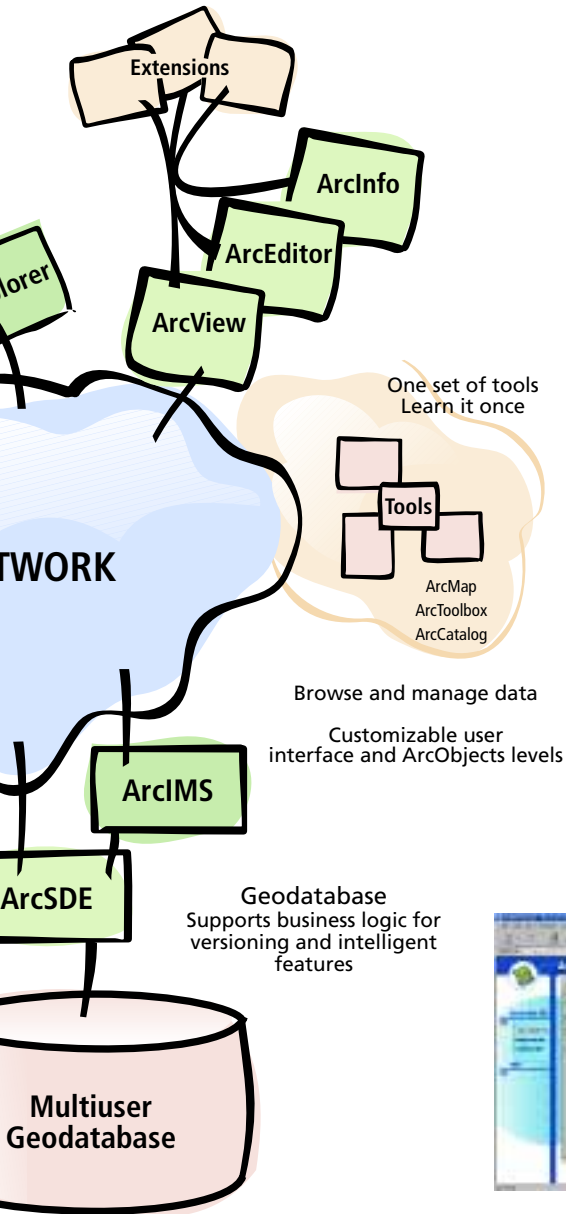 Extensions
ArcInfo
ArcEditor
ArcView
One set of tools
Learn it once
Tools
ArcMap
ArcToolbox
ArcCatalog
Browse and manage data
Customizable user
interface and ArcObjects levels
ArcIMS
ArcSDE
Geodatabase
Supports business logic for
versioning and intelligent
features
Multiuser
Geodatabase